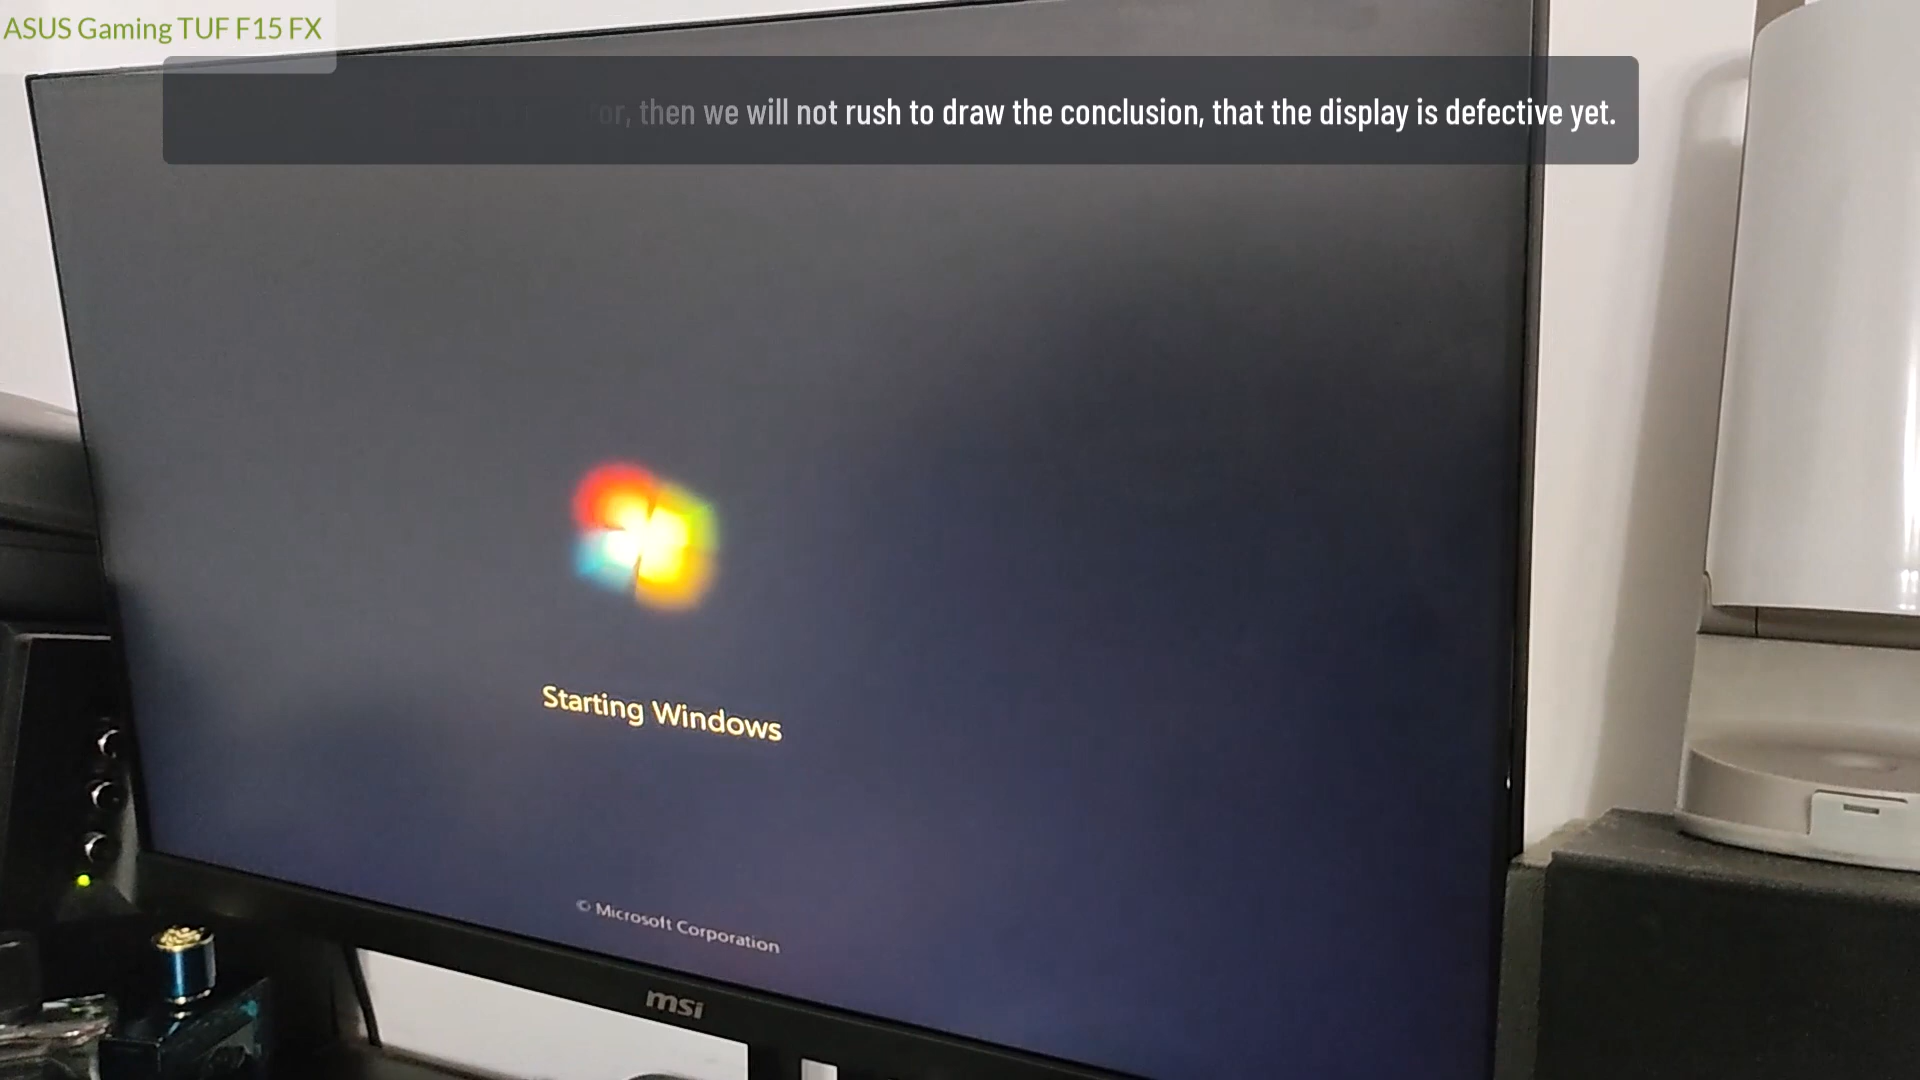 ASUS Gaming TUF F15 FX
then we will not rush to draw the conclusion, that the display is defective yet.
Starting Windows
© Microsoft Corporation
msi